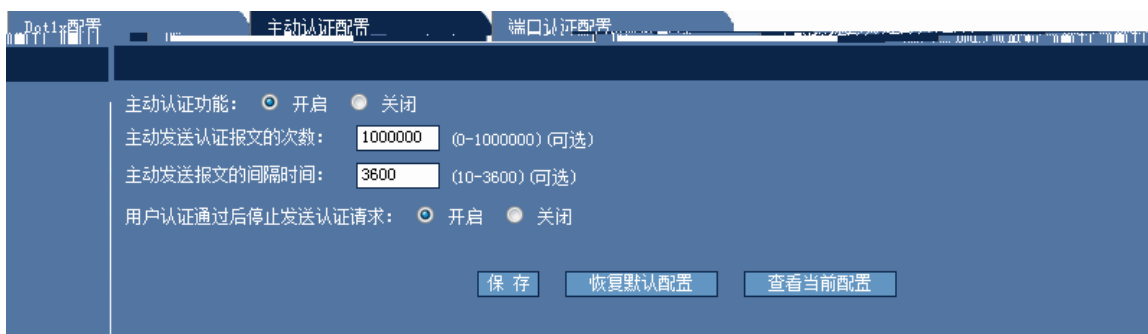 Dot1x配置 主动认证配置 端口认证配置
主动认证功能： 开启 关闭
主动发送认证报文的次数： 1000000 (0-1000000)(可选)
主动发送报文的间隔时间： 3600 (10-3600)(可选)
用户认证通过后停止发送认证请求： 开启 关闭
保 存 恢复默认配置 查看当前配置